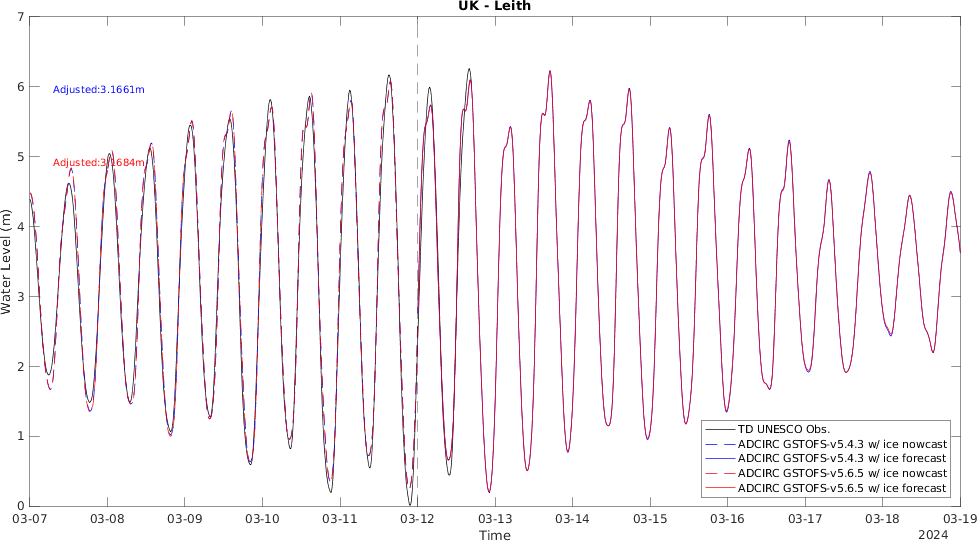 UK - Leith
7
6
5
4
3
2
1
0
Water Level (m)
Adjusted:3.1661m
Adjusted:3.1684m
TD UNESCO Obs.
ADCIRC GSTOFS-v5.4.3 w/ ice nowcast
ADCIRC GSTOFS-v5.4.3 w/ ice forecast
ADCIRC GSTOFS-v5.6.5 w/ ice nowcast
ADCIRC GSTOFS-v5.6.5 w/ ice forecast
03-07 03-08 03-09 03-10 03-11 03-12 03-13 03-14 03-15 03-16 03-17 03-18 03-19
Time
2024